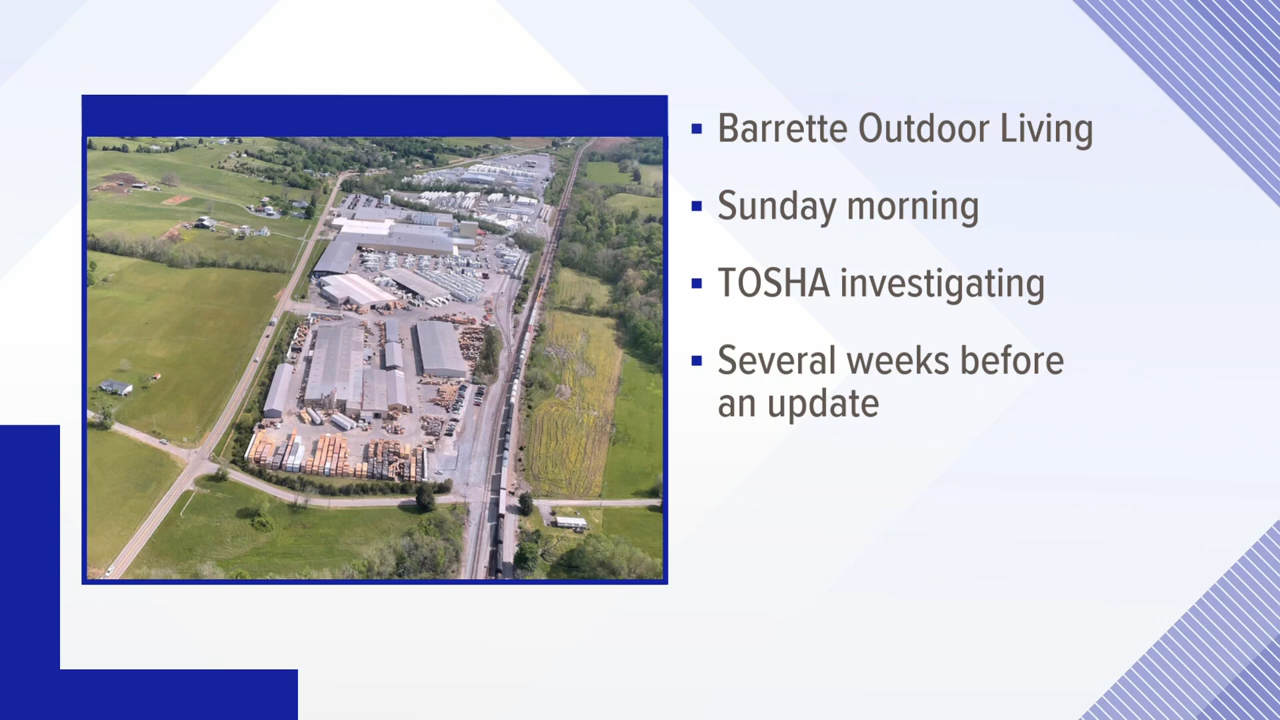 Barrette Outdoor Living
Sunday morning
TOSHA investigating
Several weeks before
an update